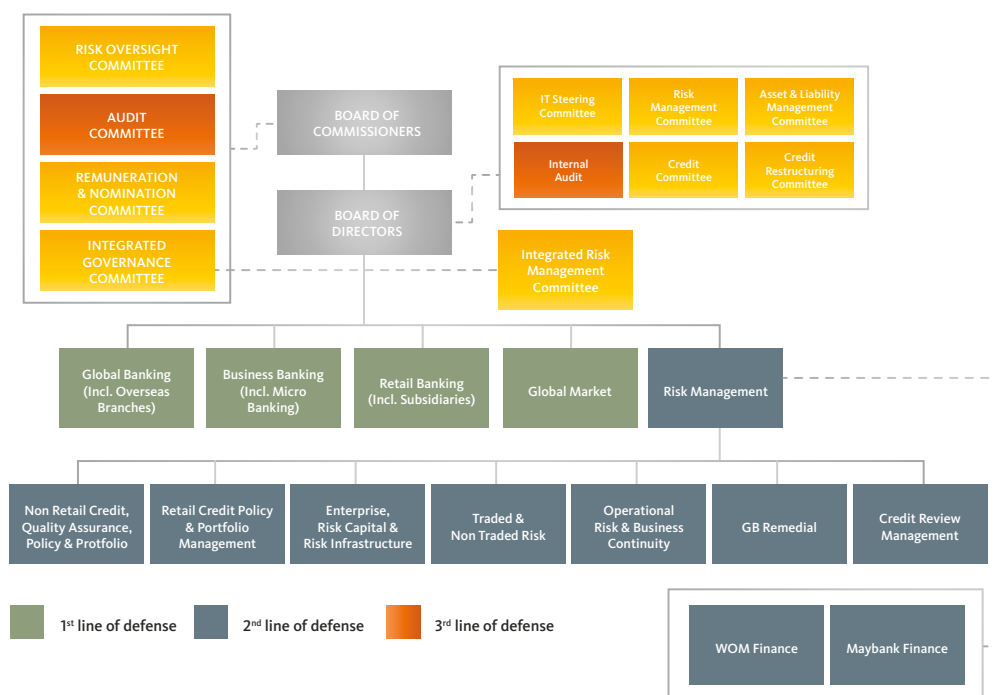 RISK OVERSIGHT
COMMITTEE
AUDIT
COMMITTEE
REMUNERATION
& NOMINATION
COMMITTEE
INTEGRATED
GOVERNANCE
COMMITTEE
BOARD OF
COMMISSIONERS
BOARD OF
DIRECTORS
IT Steering
Committee
Risk
Management
Committee
Asset & Liability
Management
Committee
Internal
Audit
Credit
Committee
Credit
Restructuring
Committee
Integrated Risk
Management
Committee
Global Banking
(Incl. Overseas
Branches)
Business Banking
(Incl. Micro
Banking)
Retail Banking
(Incl. Subsidiaries)
Global Market
Risk Management
Non Retail Credit,
Quality Assurance,
Policy & Protfolio
Retail Credit Policy
& Portfolio
Management
Enterprise,
Risk Capital &
Risk Infrastructure
Traded &
Non Traded Risk
Operational
Risk & Business
Continuity
GB Remedial
Credit Review
Management
1st line of defense
2nd line of defense
3rd line of defense
WOM Finance
Maybank Finance